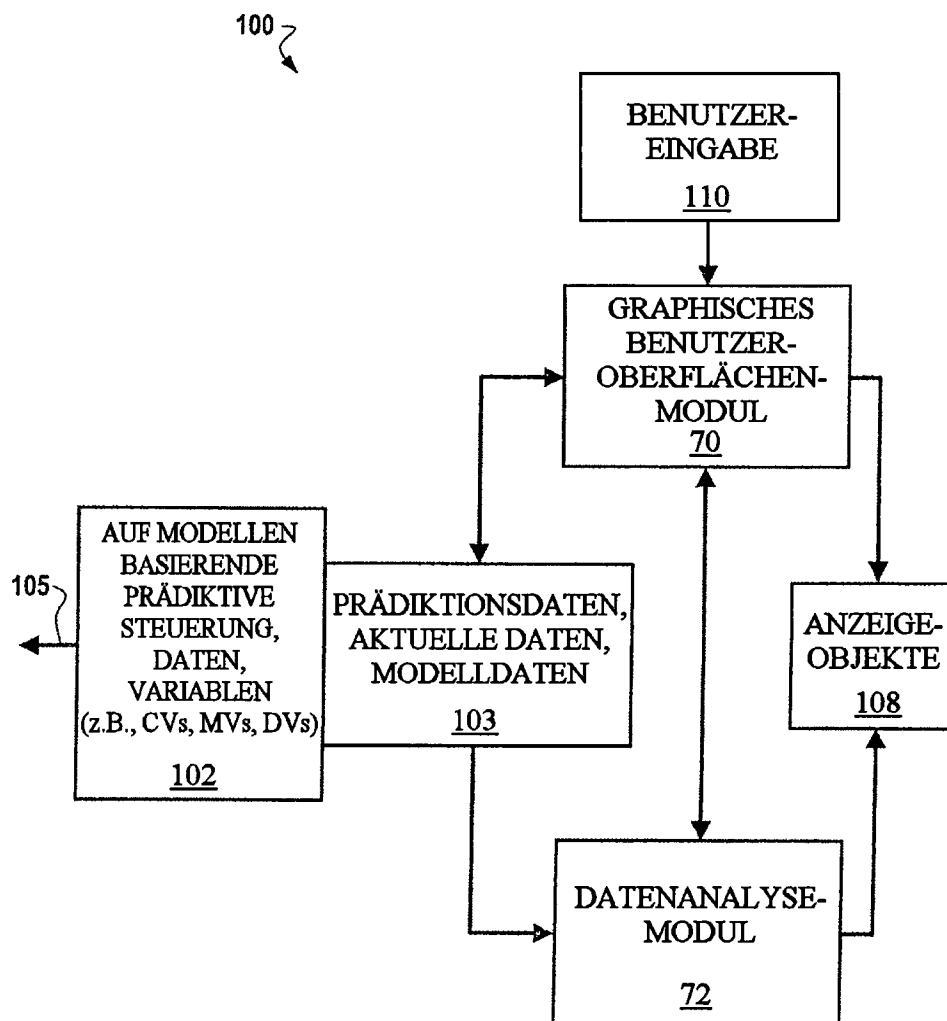 100
BENUTZER-
EINGABE
110
GRAPHISCHES
BENUTZER-
OBERFLÄCHEN-
MODUL
70
105
AUF MODELLEN
BASIERENDE
PRÄDIKTIVE
STEUERUNG,
DATEN,
VARIABLEN
(z.B., CVs, MVs, DVs)
102
PRÄDIKTIONSDATEN,
AKTUELLE DATEN,
MODELLDATEN
103
ANZEIGE-
OBJEKTE
108
DATENANALYSE-
MODUL
72